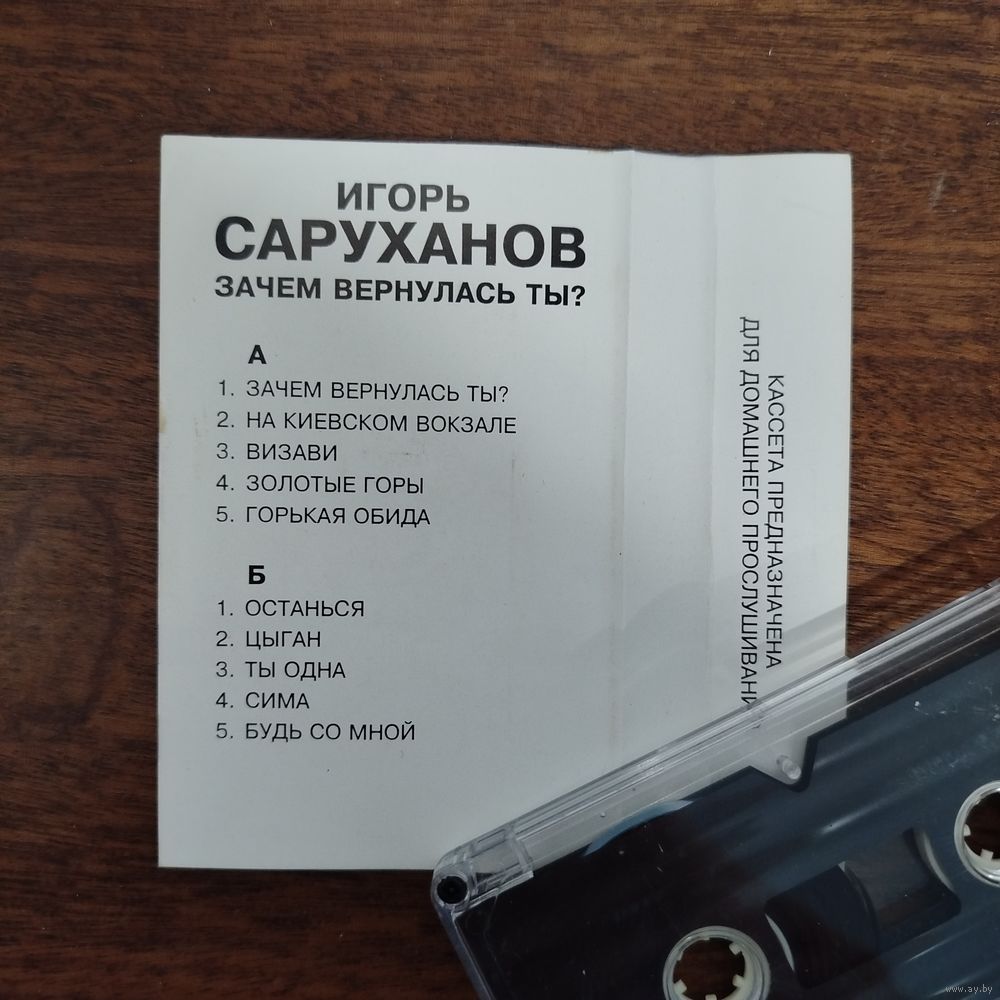 ИГОРЬ
САРУХАНОВ
ЗАЧЕМ ВЕРНУЛАСЬ ТЫ?
А
1. ЗАЧЕМ ВЕРНУЛАСЬ ТЫ?
2. НА КИЕВСКОМ ВОКЗАЛЕ
3. ВИЗАВИ
4. ЗОЛОТЫЕ ГОРЫ
5. ГОРЬКАЯ ОБИДА
Б
1. ОСТАНЬСЯ
2. ЦЫГАН
3. ТЫ ОДНА
4. СИМА
5. БУДЬ СО МНОЙ
КАССЕТА ПРЕДНАЗНАЧЕНА
ДЛЯ ДОМАШНЕГО
www.ay.by